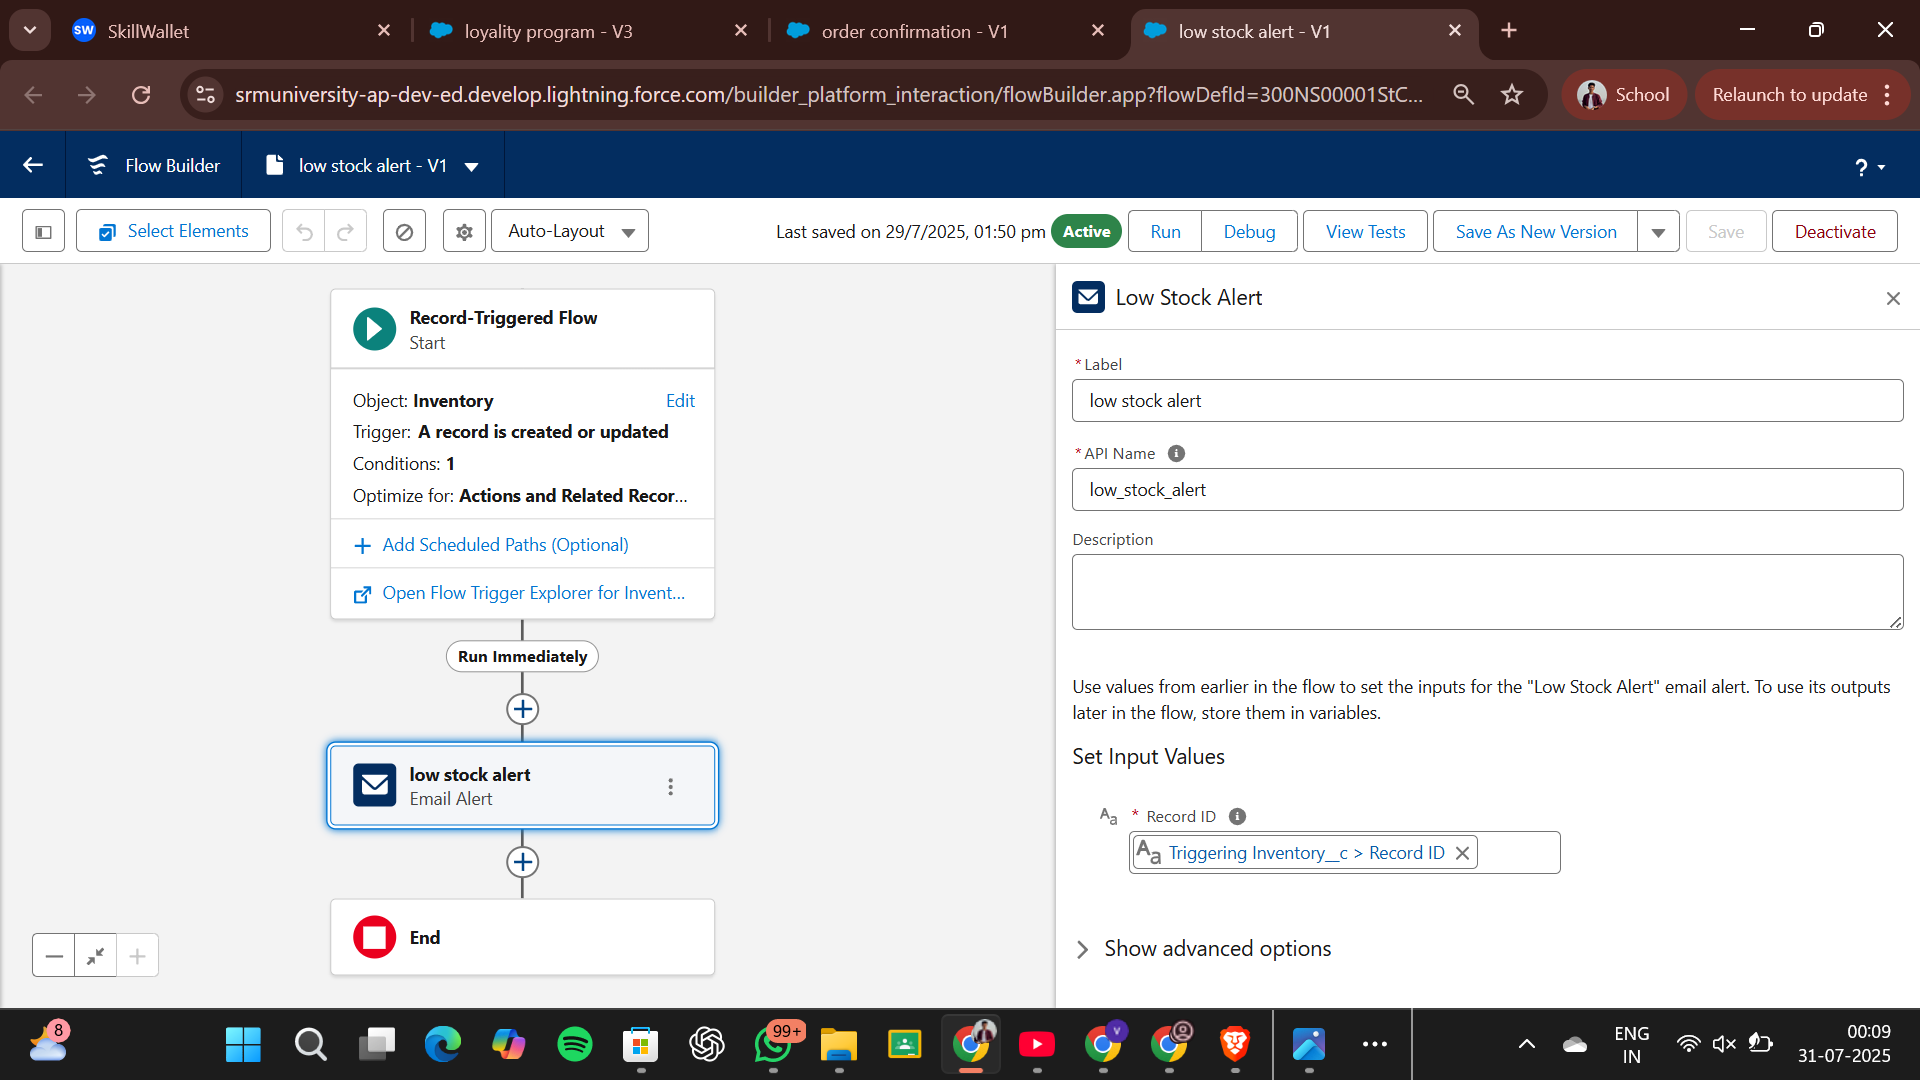 SW SkillWallet
loyality program - V3
order confirmation - V1
low stock alert - V1
srmuniversity-ap-dev-ed.develop.lightning.force.com/builder_platform_interaction/flowBuilder.app?flowDefId=300NS00001StC...
School
Relaunch to update
Flow Builder
low stock alert - V1
?
Select Elements
Auto-Layout
Last saved on 29/7/2025, 01:50 pm
Active
Run
Debug
View Tests
Save As New Version
Save
Deactivate
Record-Triggered Flow
Start
Object: Inventory
Edit
Trigger: A record is created or updated
Conditions: 1
Optimize for: Actions and Related Recor...
Add Scheduled Paths (Optional)
Open Flow Trigger Explorer for Invent...
Run Immediately
low stock alert
Email Alert
End
Low Stock Alert
* Label
low stock alert
* API Name
low_stock_alert
Description
Use values from earlier in the flow to set the inputs for the "Low Stock Alert" email alert. To use its outputs
later in the flow, store them in variables.
Set Input Values
Aa * Record ID
Aa Triggering Inventory__c > Record ID
Show advanced options
8
99+
V
ENG
IN
00:09
31-07-2025